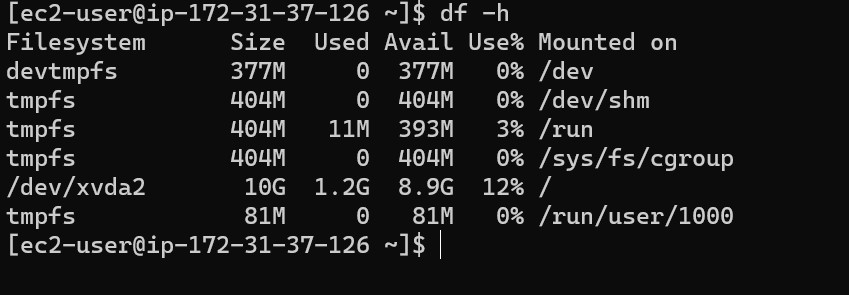 [ec2-user@ip-172-31-37-126 ~]$ df -h
Filesystem      Size  Used Avail Use% Mounted on
devtmpfs        377M     0  377M   0% /dev
tmpfs           404M     0  404M   0% /dev/shm
tmpfs           404M   11M  393M   3% /run
tmpfs           404M     0  404M   0% /sys/fs/cgroup
/dev/xvda2       10G  1.2G  8.9G  12% /
tmpfs            81M     0   81M   0% /run/user/1000
[ec2-user@ip-172-31-37-126 ~]$